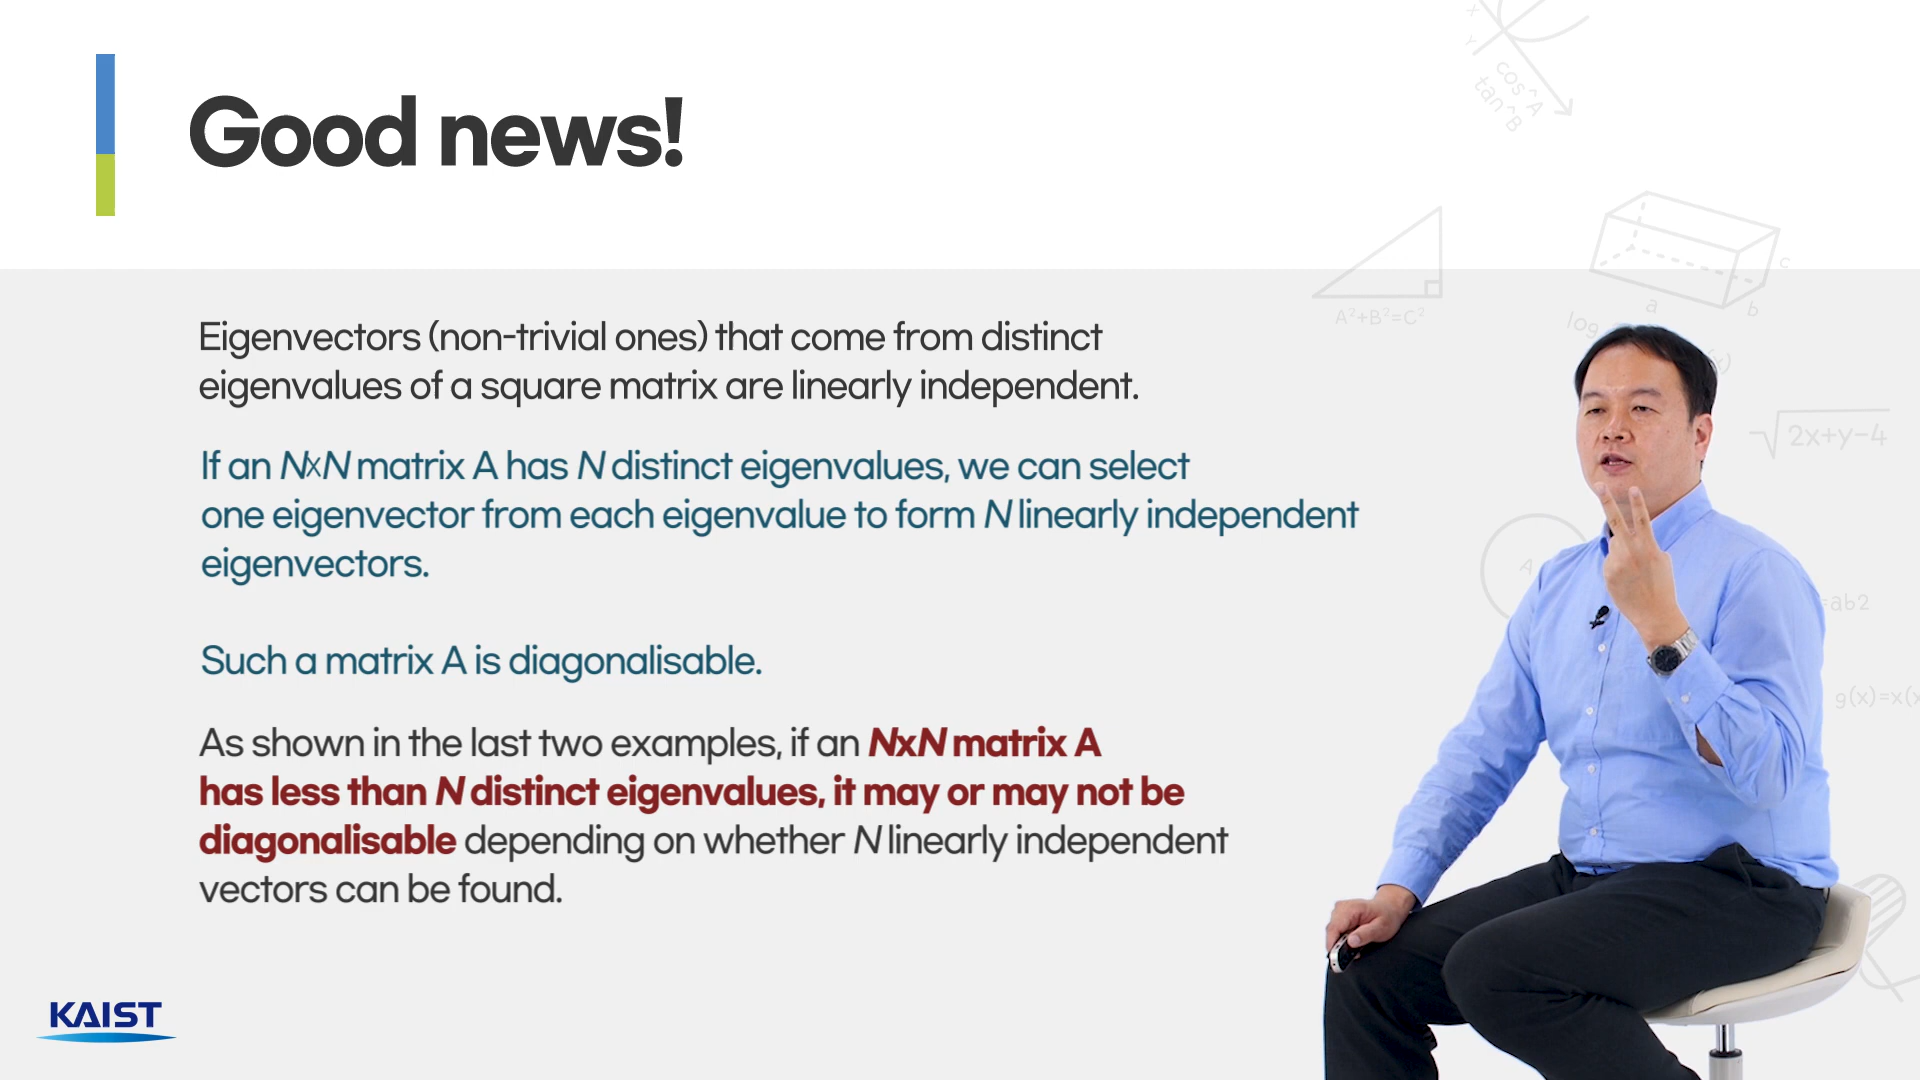 Good news!
Eigenvectors (non-trivial ones) that come from distinct
eigenvalues of a square matrix are linearly independent.
If an NxN matrix A has N distinct eigenvalues, we can select
one eigenvector from each eigenvalue to form N linearly independent
eigenvectors.
Such a matrix A is diagonalisable.
As shown in the last two examples, if an NxN matrix A
has less than N distinct eigenvalues, it may or may not be
diagonalisable depending on whether N linearly independent
vectors can be found.
KAIST
X
Y
cos^A
tan^B
A²+B²=C²
a
b
c
log
√2x+y-4
A
=ab2
g(x)=x(x